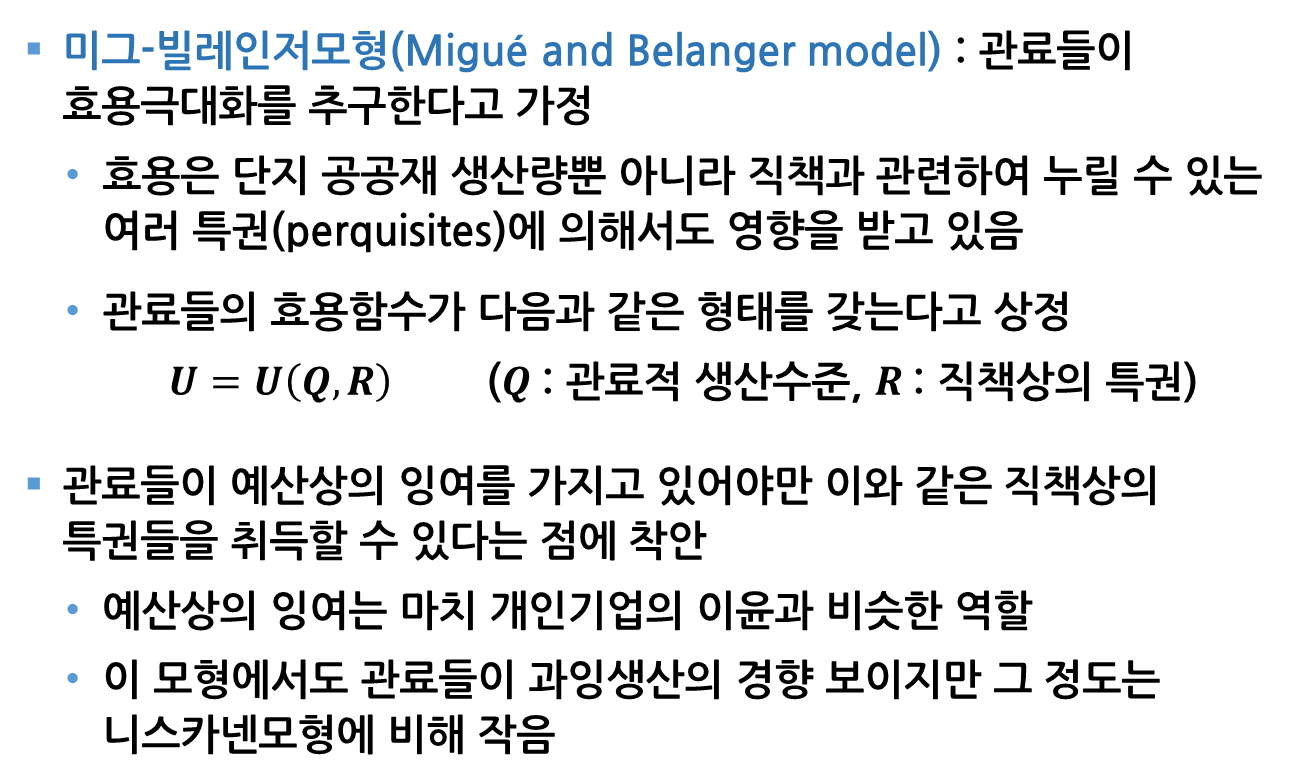 ▪ 미그-빌레인저모형(Migué and Belanger model) : 관료들이
효용극대화를 추구한다고 가정
• 효용은 단지 공공재 생산량뿐 아니라 직책과 관련하여 누릴 수 있는
여러 특권(perquisites)에 의해서도 영향을 받고 있음
• 관료들의 효용함수가 다음과 같은 형태를 갖는다고 상정
U = U(Q, R) (Q : 관료적 생산수준, R : 직책상의 특권)
▪ 관료들이 예산상의 잉여를 가지고 있어야만 이와 같은 직책상의
특권들을 취득할 수 있다는 점에 착안
• 예산상의 잉여는 마치 개인기업의 이윤과 비슷한 역할
• 이 모형에서도 관료들이 과잉생산의 경향 보이지만 그 정도는
니스카넨모형에 비해 작음